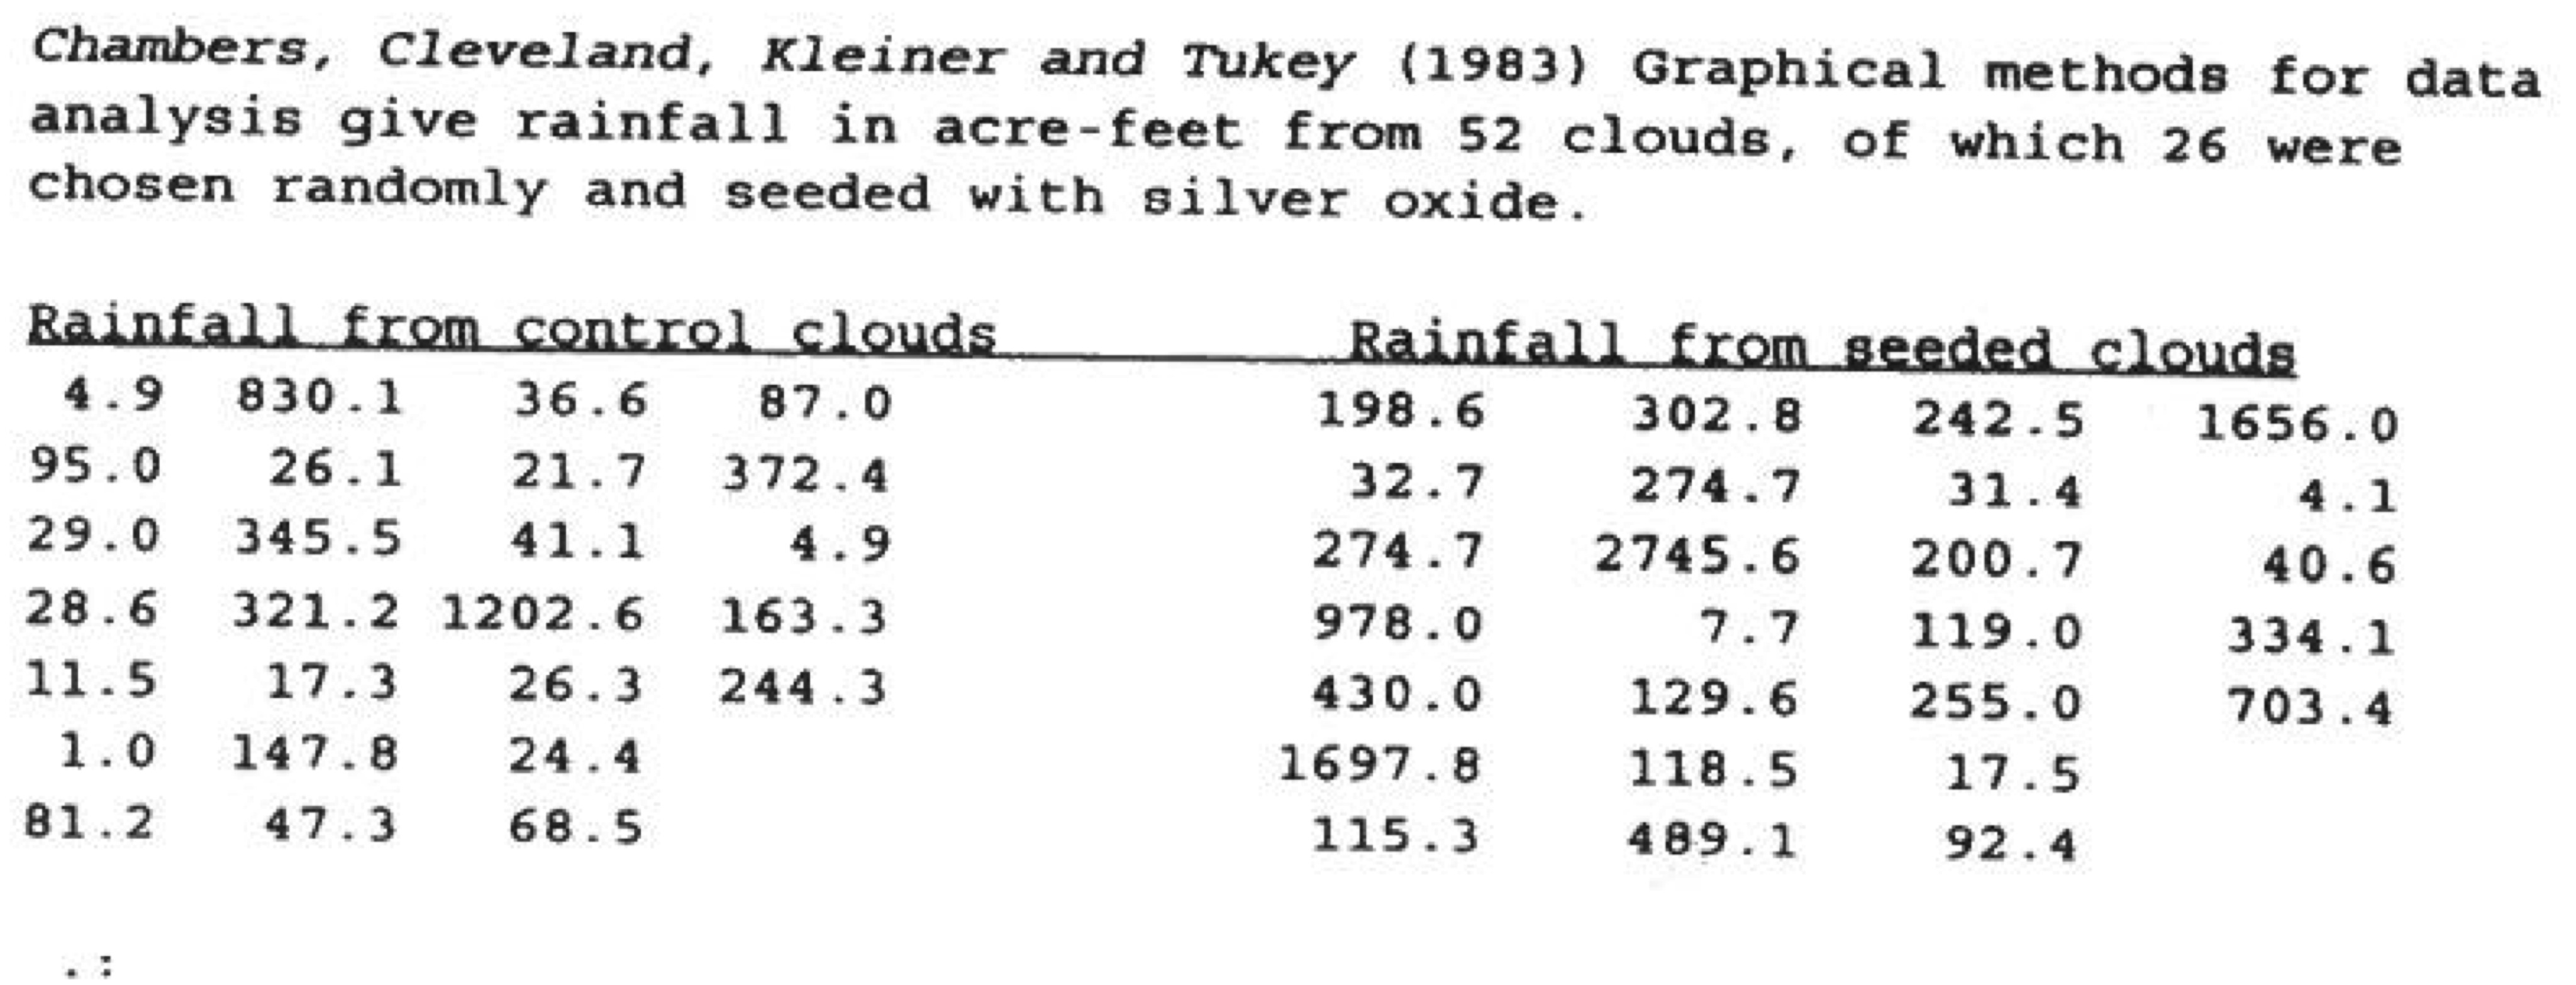 Chambers, Cleveland, Kleiner and Tukey (1983) Graphical methods for data
analysis give rainfall in acre-feet from 52 clouds, of which 26 were
chosen randomly and seeded with silver oxide.
Rainfall from control clouds Rainfall from seeded clouds
4.9 830.1 36.6 87.0 198.6 302.8 242.5 1656.0
95.0 26.1 21.7 372.4 32.7 274.7 31.4 4.1
29.0 345.5 41.1 4.9 274.7 2745.6 200.7 40.6
28.6 321.2 1202.6 163.3 978.0 7.7 119.0 334.1
11.5 17.3 26.3 244.3 430.0 129.6 255.0 703.4
1.0 147.8 24.4 1697.8 118.5 17.5
81.2 47.3 68.5 115.3 489.1 92.4